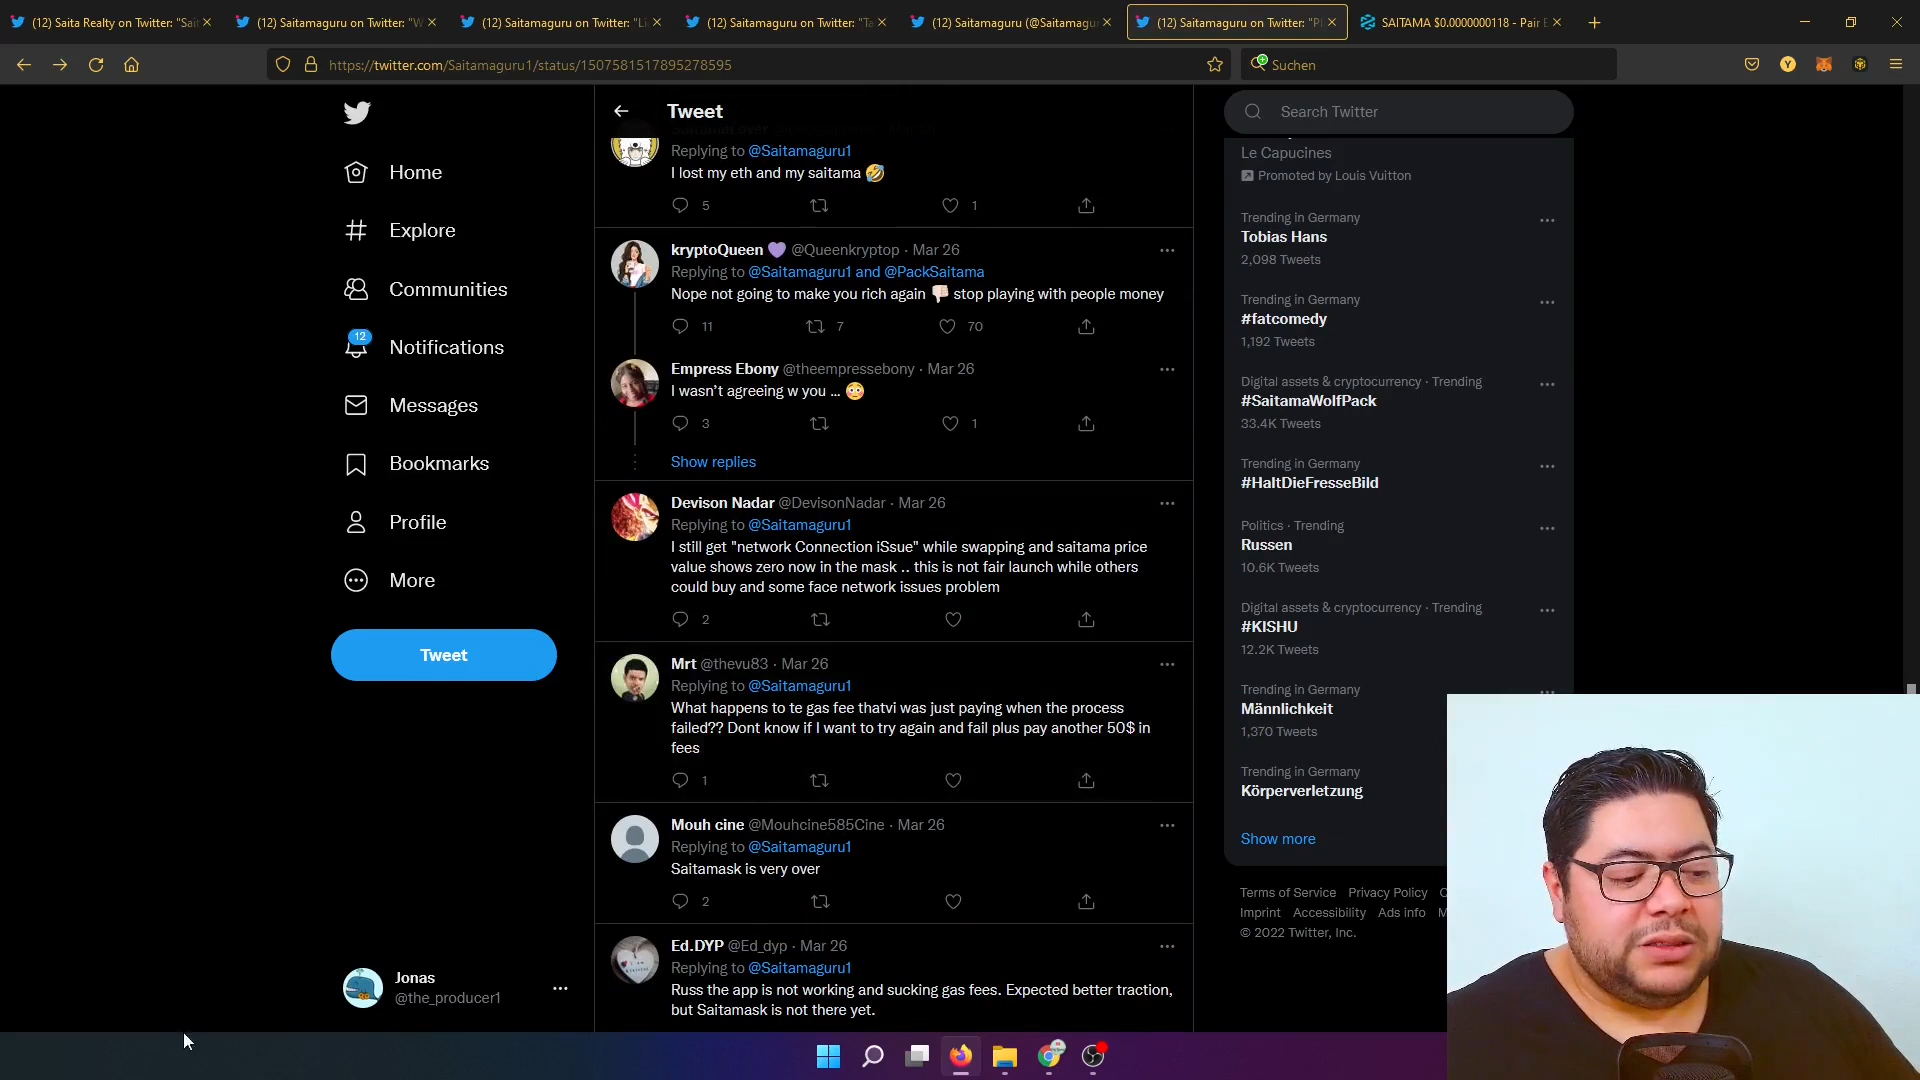 (12) Saita Realty on Twitter: "Sait
(12) Saitamaguru on Twitter: "W
(12) Saitamaguru on Twitter: "Li
(12) Saitamaguru on Twitter: "Ta
(12) Saitamaguru (@Saitamagu
(12) Saitamaguru on Twitter: "Pl
SAITAMA $0.0000000118 - Pair E
https://twitter.com/Saitamaguru1/status/1507581517895278595
Suchen
Y
Home
Explore
Communities
12
Notifications
Messages
Bookmarks
Profile
More
Tweet
Jonas
@the_producer1
Tweet
Replying to @Saitamaguru1
I lost my eth and my saitama 🤣
5
1
kryptoQueen 💜 @Queenkryptop · Mar 26
Replying to @Saitamaguru1 and @PackSaitama
Nope not going to make you rich again 👎🏻 stop playing with people money
11
7
70
Empress Ebony @theempressebony · Mar 26
I wasn't agreeing w you ... 😳
3
1
Show replies
Devison Nadar @DevisonNadar · Mar 26
Replying to @Saitamaguru1
I still get "network Connection iSsue" while swapping and saitama price
value shows zero now in the mask .. this is not fair launch while others
could buy and some face network issues problem
2
Mrt @thevu83 · Mar 26
Replying to @Saitamaguru1
What happens to te gas fee thatvi was just paying when the process
failed?? Dont know if I want to try again and fail plus pay another 50$ in
fees
1
Mouh cine @Mouhcine585Cine · Mar 26
Replying to @Saitamaguru1
Saitamask is very over
2
Ed.DYP @Ed_dyp · Mar 26
Replying to @Saitamaguru1
Russ the app is not working and sucking gas fees. Expected better traction,
but Saitamask is not there yet.
Search Twitter
Le Capucines
Promoted by Louis Vuitton
Trending in Germany
Tobias Hans
2,098 Tweets
Trending in Germany
#fatcomedy
1,192 Tweets
Digital assets & cryptocurrency · Trending
#SaitamaWolfPack
33.4K Tweets
Trending in Germany
#HaltDieFresseBild
Politics · Trending
Russen
10.6K Tweets
Digital assets & cryptocurrency · Trending
#KISHU
12.2K Tweets
Trending in Germany
Männlichkeit
1,370 Tweets
Trending in Germany
Körperverletzung
Show more
Terms of Service Privacy Policy C
Imprint Accessibility Ads info M
© 2022 Twitter, Inc.